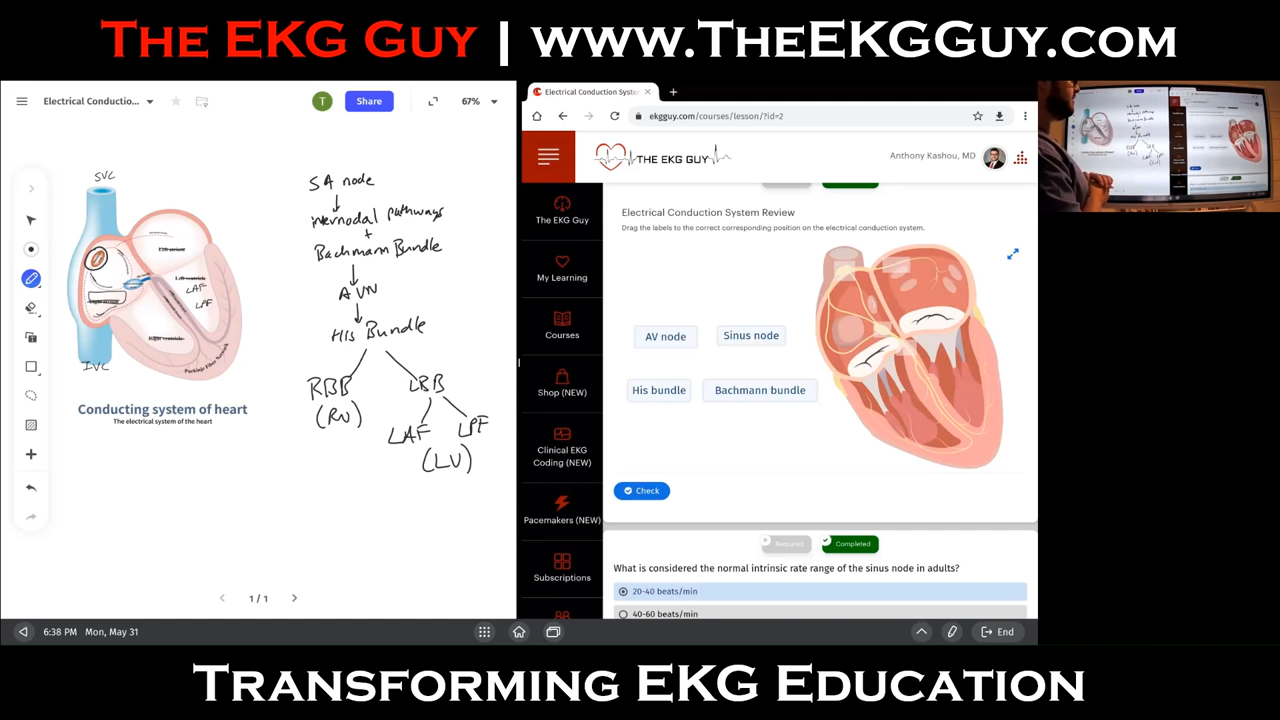 THE EKG GUY | WWW.THEEKGGUY.COM
Electrical Conductio...
T
Share
67%
SVC
IVC
LAF
LPF
Right ventricle
Purkinje Fiber Network
Conducting system of heart
The electrical system of the heart
SA node
internodal pathways
+
Bachmann Bundle
AVN
His Bundle
RBB
LBB
(RV)
LAF
LPF
(LV)
1 / 1
Electrical Conduction Syste
ekgguy.com/courses/lesson/?id=2
THE EKG GUY
Anthony Kashou, MD
The EKG Guy
My Learning
Courses
Shop (NEW)
Clinical EKG
Coding (NEW)
Pacemakers (NEW)
Subscriptions
Electrical Conduction System Review
Drag the labels to the correct corresponding position on the electrical conduction system.
AV node
Sinus node
His bundle
Bachmann bundle
Check
Required
Completed
What is considered the normal intrinsic rate range of the sinus node in adults?
20-40 beats/min
40-60 beats/min
6:38 PM Mon, May 31
End
TRANSFORMING EKG EDUCATION